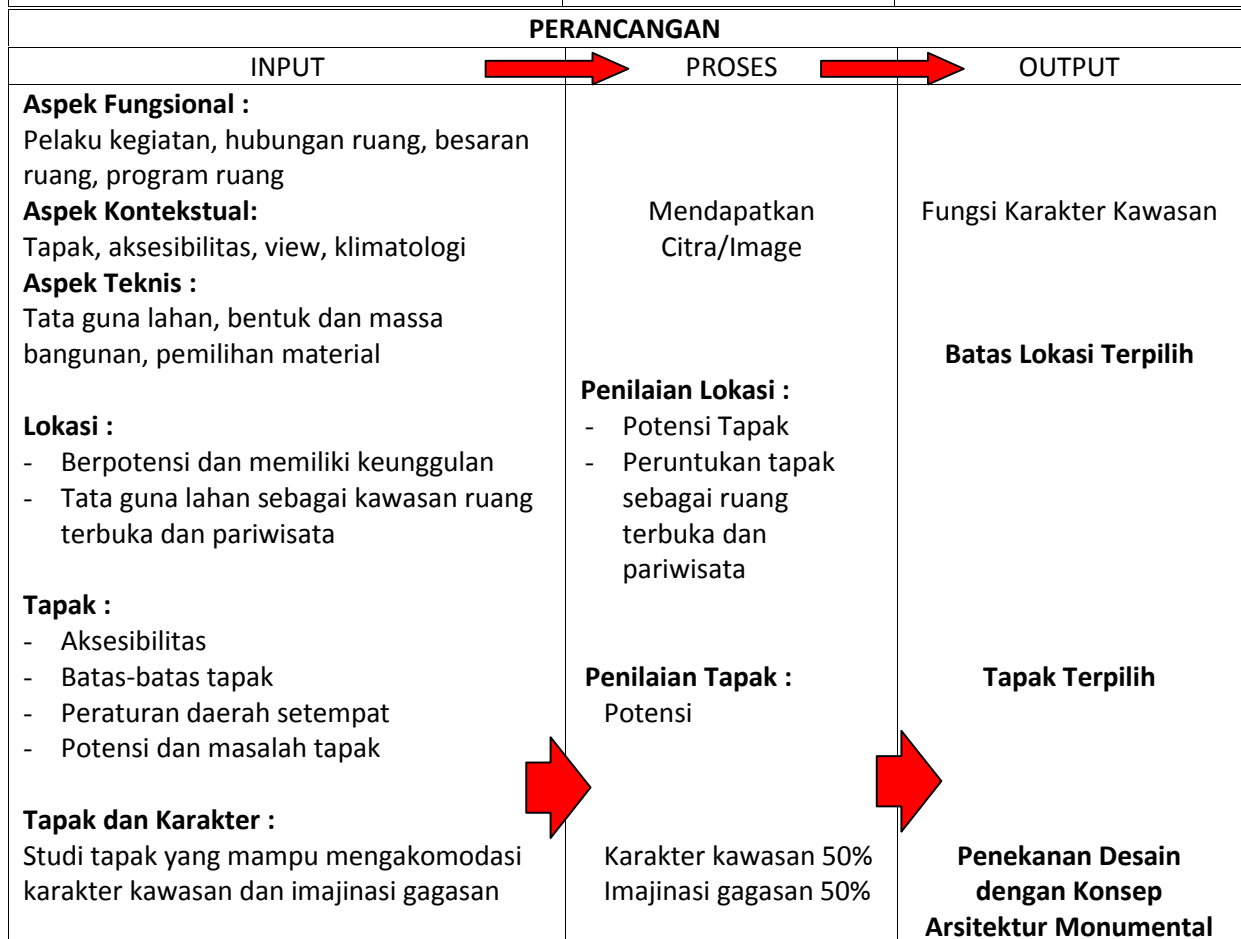 PERANCANGAN
INPUT
PROSES
OUTPUT
Aspek Fungsional :
Pelaku kegiatan, hubungan ruang, besaran
ruang, program ruang
Aspek Kontekstual:
Tapak, aksesibilitas, view, klimatologi
Aspek Teknis :
Tata guna lahan, bentuk dan massa
bangunan, pemilihan material
Lokasi :
- Berpotensi dan memiliki keunggulan
- Tata guna lahan sebagai kawasan ruang
terbuka dan pariwisata
Tapak :
- Aksesibilitas
- Batas-batas tapak
- Peraturan daerah setempat
- Potensi dan masalah tapak
Tapak dan Karakter :
Studi tapak yang mampu mengakomodasi
karakter kawasan dan imajinasi gagasan
Mendapatkan
Citra/Image
Penilaian Lokasi :
- Potensi Tapak
- Peruntukan tapak
sebagai ruang
terbuka dan
pariwisata
Penilaian Tapak :
Potensi
Karakter kawasan 50%
Imajinasi gagasan 50%
Fungsi Karakter Kawasan
Batas Lokasi Terpilih
Tapak Terpilih
Penekanan Desain
dengan Konsep
Arsitektur Monumental